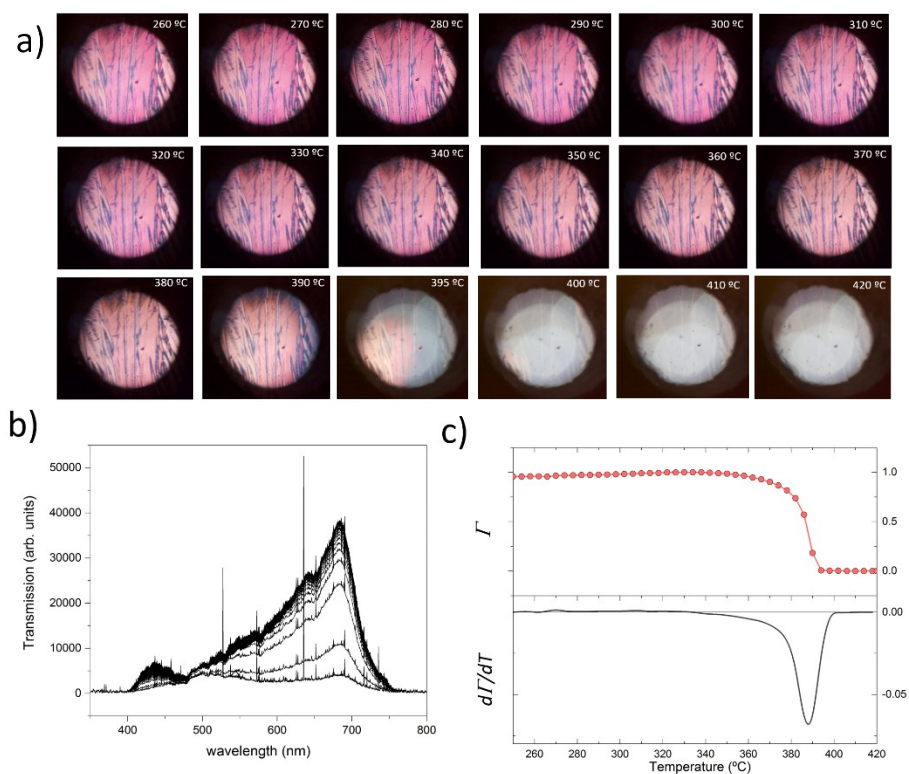 a)
260 ºC 270 ºC 280 ºC 290 ºC 300 ºC 310 ºC
320 ºC 330 ºC 340 ºC 350 ºC 360 ºC 370 ºC
380 ºC 390 ºC 395 ºC 400 ºC 410 ºC 420 ºC
b)
Transmission (arb. units)
50000
40000
30000
20000
10000
0
400 500 600 700 800
wavelength (nm)
c)
Γ
1.0
0.5
0.0
dΓ/dT
0.00
-0.05
260 280 300 320 340 360 380 400 420
Temperature (ºC)